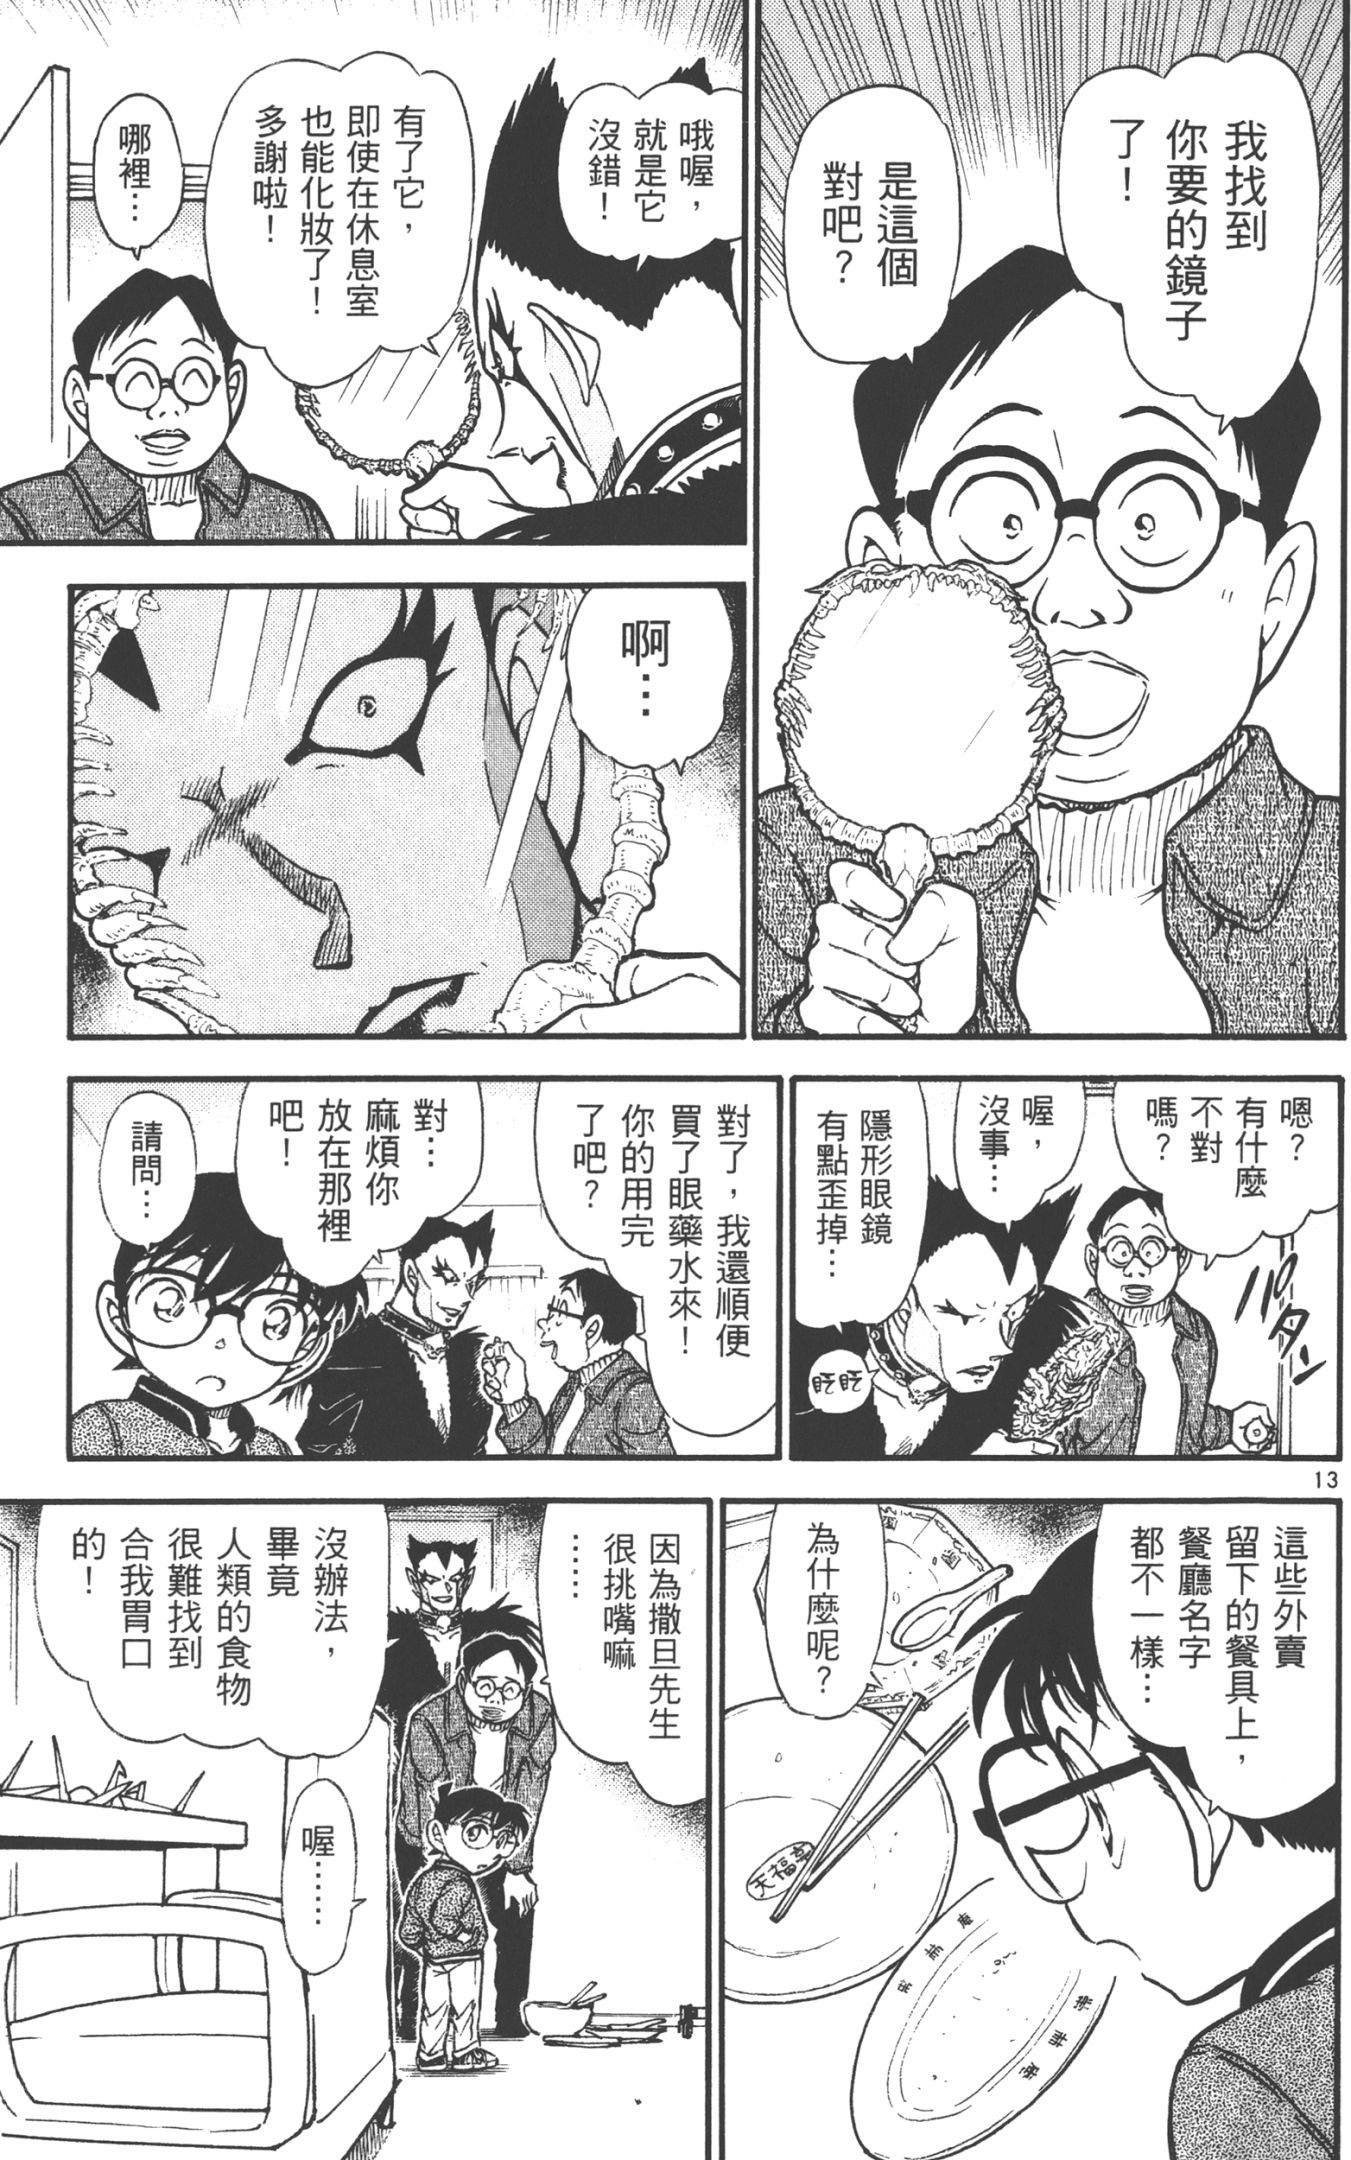 我找到
你要的鏡子
了！
是這個
對吧？
哦喔，
就是它
沒錯！
有了它，
即使在休息室
也能化妝了！
多謝啦！
哪裡…
啊…
嗯？
有什麼
不對
嗎？
パタン
喔，
沒事…
隱形眼鏡
有點歪掉…
眨眨
對了，我還順便
買了眼藥水來！
你的用完
了吧？
對…
麻煩你
放在那裡
吧！
請問…
13
這些外賣
留下的餐具上，
餐廳名字
都不一樣…
為什麼呢？
天福
因為撒旦先生
很挑嘴嘛
……
沒辦法，
畢竟
人類的食物
很難找到
合我胃口
的！
喔……